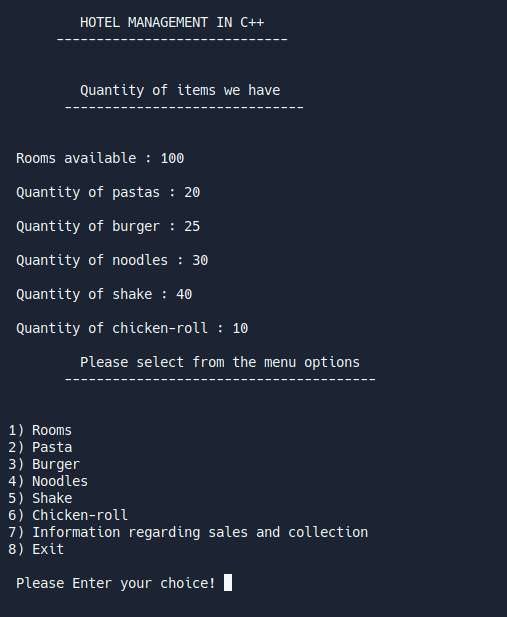 HOTEL MANAGEMENT IN C++
-----------------------------
Quantity of items we have
------------------------------
Rooms available : 100
Quantity of pastas : 20
Quantity of burger : 25
Quantity of noodles : 30
Quantity of shake : 40
Quantity of chicken-roll : 10
Please select from the menu options
---------------------------------------
1) Rooms
2) Pasta
3) Burger
4) Noodles
5) Shake
6) Chicken-roll
7) Information regarding sales and collection
8) Exit
Please Enter your choice!